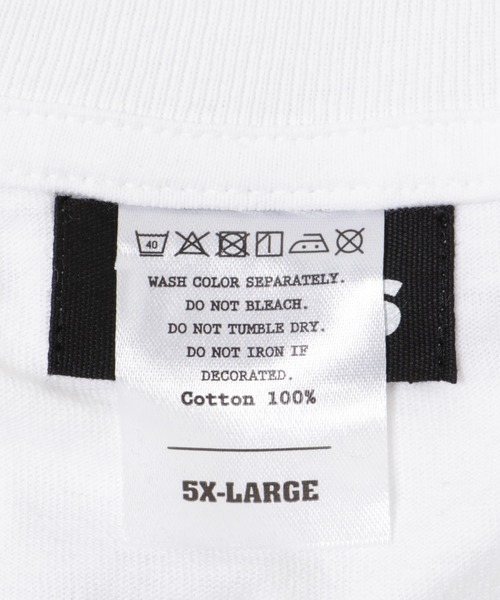 40
WASH COLOR SEPARATELY.
DO NOT BLEACH.
DO NOT TUMBLE DRY.
DO NOT IRON IF
DECORATED.
Cotton 100%
5X-LARGE
S